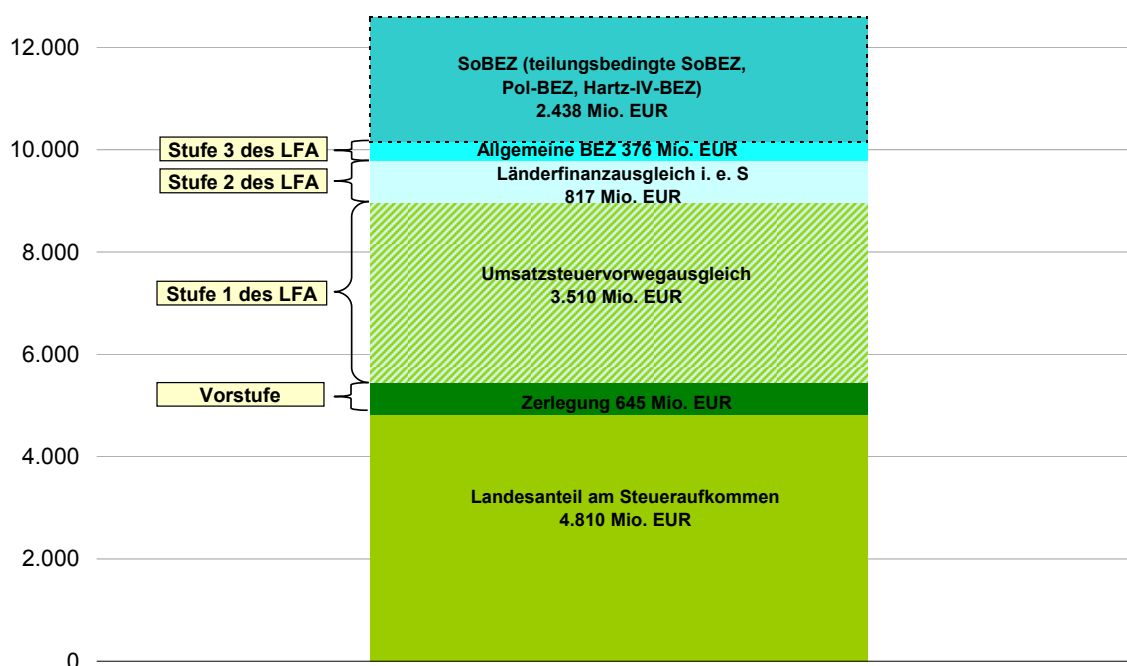 12.000
SoBEZ (teilungsbedingte SoBEZ,
Pol-BEZ, Hartz-IV-BEZ)
2.438 Mio. EUR
10.000
Stufe 3 des LFA
Allgemeine BEZ 376 Mio. EUR
Stufe 2 des LFA
Länderfinanzausgleich i. e. S
817 Mio. EUR
8.000
Umsatzsteuervorwegausgleich
3.510 Mio. EUR
Stufe 1 des LFA
6.000
Vorstufe
Zerlegung 645 Mio. EUR
4.000
Landesanteil am Steueraufkommen
4.810 Mio. EUR
2.000
0